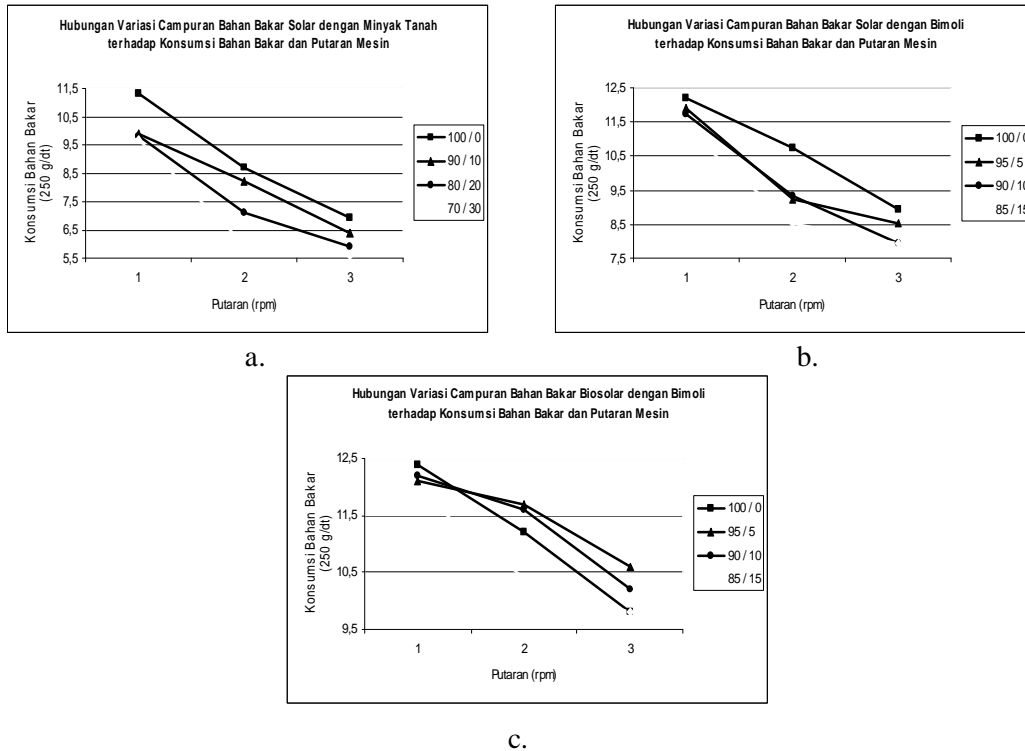 Hubungan Variasi Campuran Bahan Bakar Solar dengan Minyak Tanah
terhadap Konsumsi Bahan Bakar dan Putaran Mesin
Konsumsi Bahan Bakar
(250 g/dt)
11,5
10,5
9,5
8,5
7,5
6,5
5,5
1 2 3
Putaran (rpm)
100 / 0
90 / 10
80 / 20
70 / 30
a.
Hubungan Variasi Campuran Bahan Bakar Solar dengan Bimoli
terhadap Konsumsi Bahan Bakar dan Putaran Mesin
Konsumsi Bahan Bakar
(250 g/dt)
12,5
11,5
10,5
9,5
8,5
7,5
1 2 3
Putaran (rpm)
100 / 0
95 / 5
90 / 10
85 / 15
b.
Hubungan Variasi Campuran Bahan Bakar Biosolar dengan Bimoli
terhadap Konsumsi Bahan Bakar dan Putaran Mesin
Konsumsi Bahan Bakar
(250 g/dt)
12,5
11,5
10,5
9,5
1 2 3
Putaran (rpm)
100 / 0
95 / 5
90 / 10
85 / 15
c.